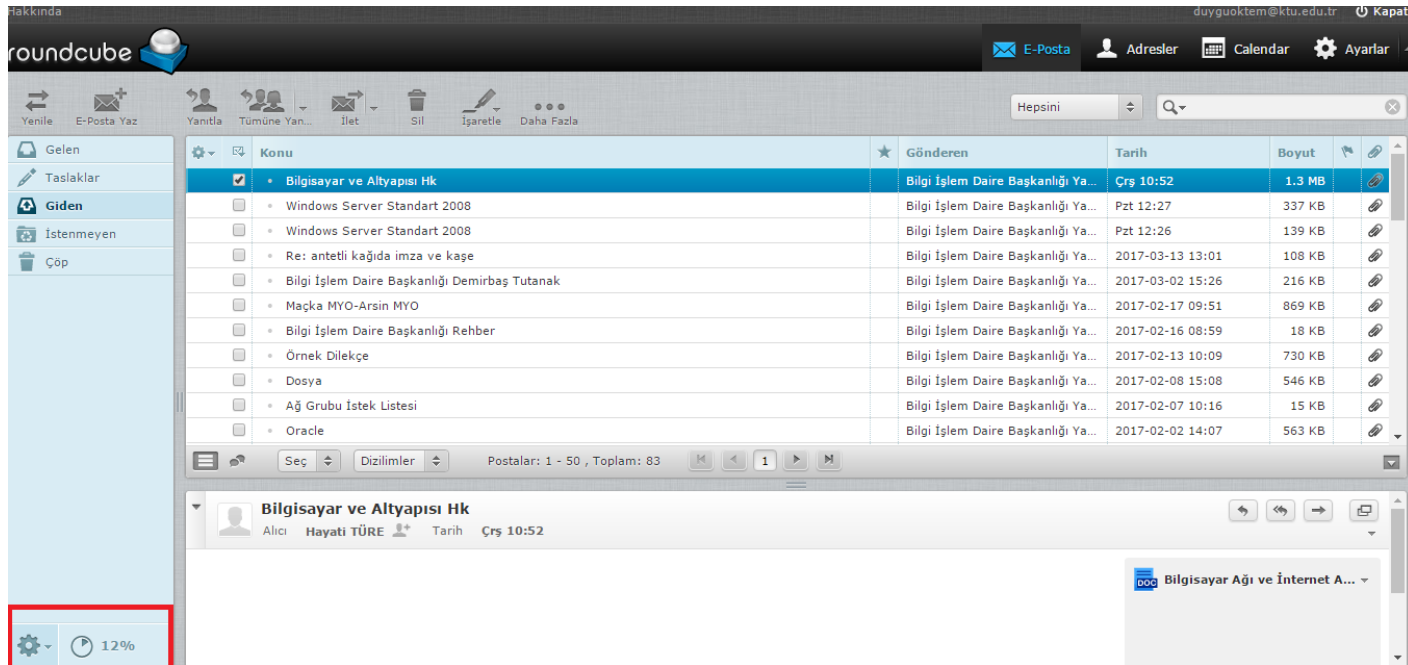 Hakkında duyguoktem@ktu.edu.tr Kapat
roundcube E-Posta Adresler Calendar Ayarlar
Yenile E-Posta Yaz Yanıtla Tümüne Yan... İlet Sil İşaretle Daha Fazla Hepsini
Gelen
Taslaklar
Giden
İstenmeyen
Çöp
Konu Gönderen Tarih Boyut
Bilgisayar ve Altyapısı Hk Bilgi İşlem Daire Başkanlığı Ya... Çrş 10:52 1.3 MB
Windows Server Standart 2008 Bilgi İşlem Daire Başkanlığı Ya... Pzt 12:27 337 KB
Windows Server Standart 2008 Bilgi İşlem Daire Başkanlığı Ya... Pzt 12:26 139 KB
Re: antetli kağıda imza ve kaşe Bilgi İşlem Daire Başkanlığı Ya... 2017-03-13 13:01 108 KB
Bilgi İşlem Daire Başkanlığı Demirbaş Tutanak Bilgi İşlem Daire Başkanlığı Ya... 2017-03-02 15:26 216 KB
Maçka MYO-Arsin MYO Bilgi İşlem Daire Başkanlığı Ya... 2017-02-17 09:51 869 KB
Bilgi İşlem Daire Başkanlığı Rehber Bilgi İşlem Daire Başkanlığı Ya... 2017-02-16 08:59 18 KB
Örnek Dilekçe Bilgi İşlem Daire Başkanlığı Ya... 2017-02-13 10:09 730 KB
Dosya Bilgi İşlem Daire Başkanlığı Ya... 2017-02-08 15:08 546 KB
Ağ Grubu İstek Listesi Bilgi İşlem Daire Başkanlığı Ya... 2017-02-07 10:16 15 KB
Oracle Bilgi İşlem Daire Başkanlığı Ya... 2017-02-02 14:07 563 KB
Seç Dizilimler Postalar: 1 - 50 , Toplam: 83 1
Bilgisayar ve Altyapısı Hk
Alıcı Hayati TÜRE Tarih Çrş 10:52
DOC Bilgisayar Ağı ve İnternet A...
12%